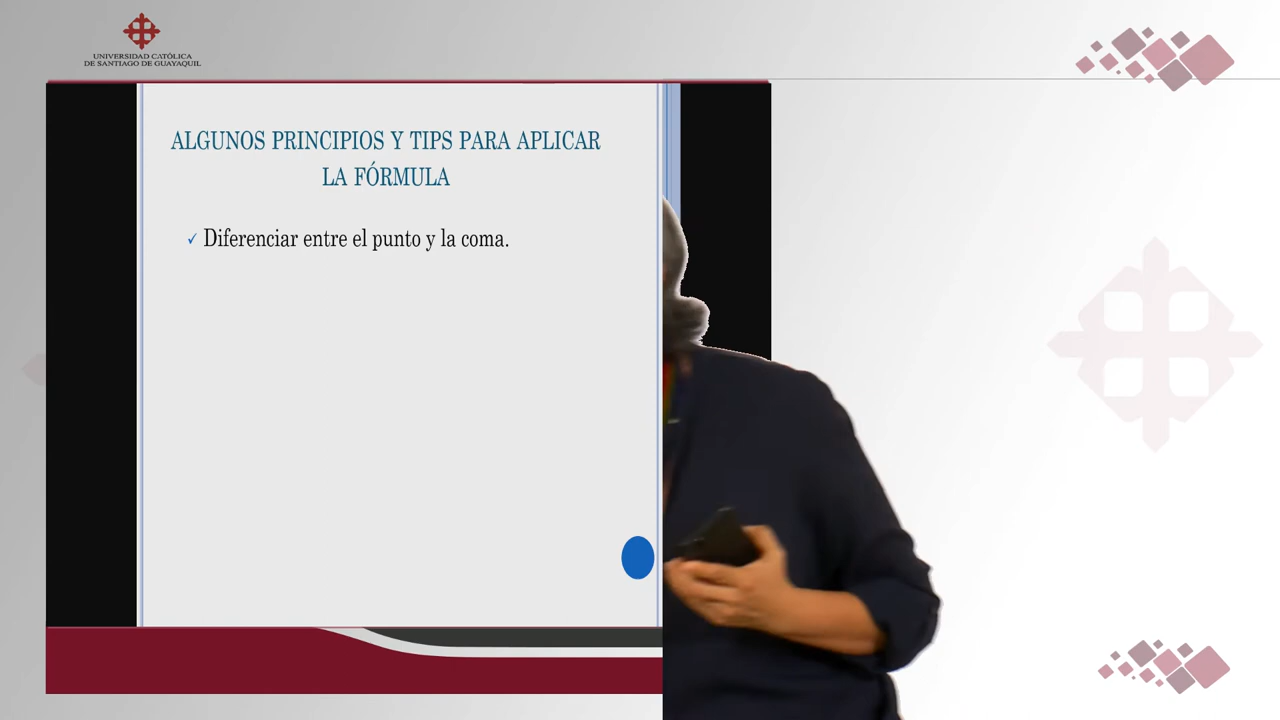 UNIVERSIDAD CATÓLICA
DE SANTIAGO DE GUAYAQUIL
ALGUNOS PRINCIPIOS Y TIPS PARA APLICAR
LA FÓRMULA
✓ Diferenciar entre el punto y la coma.